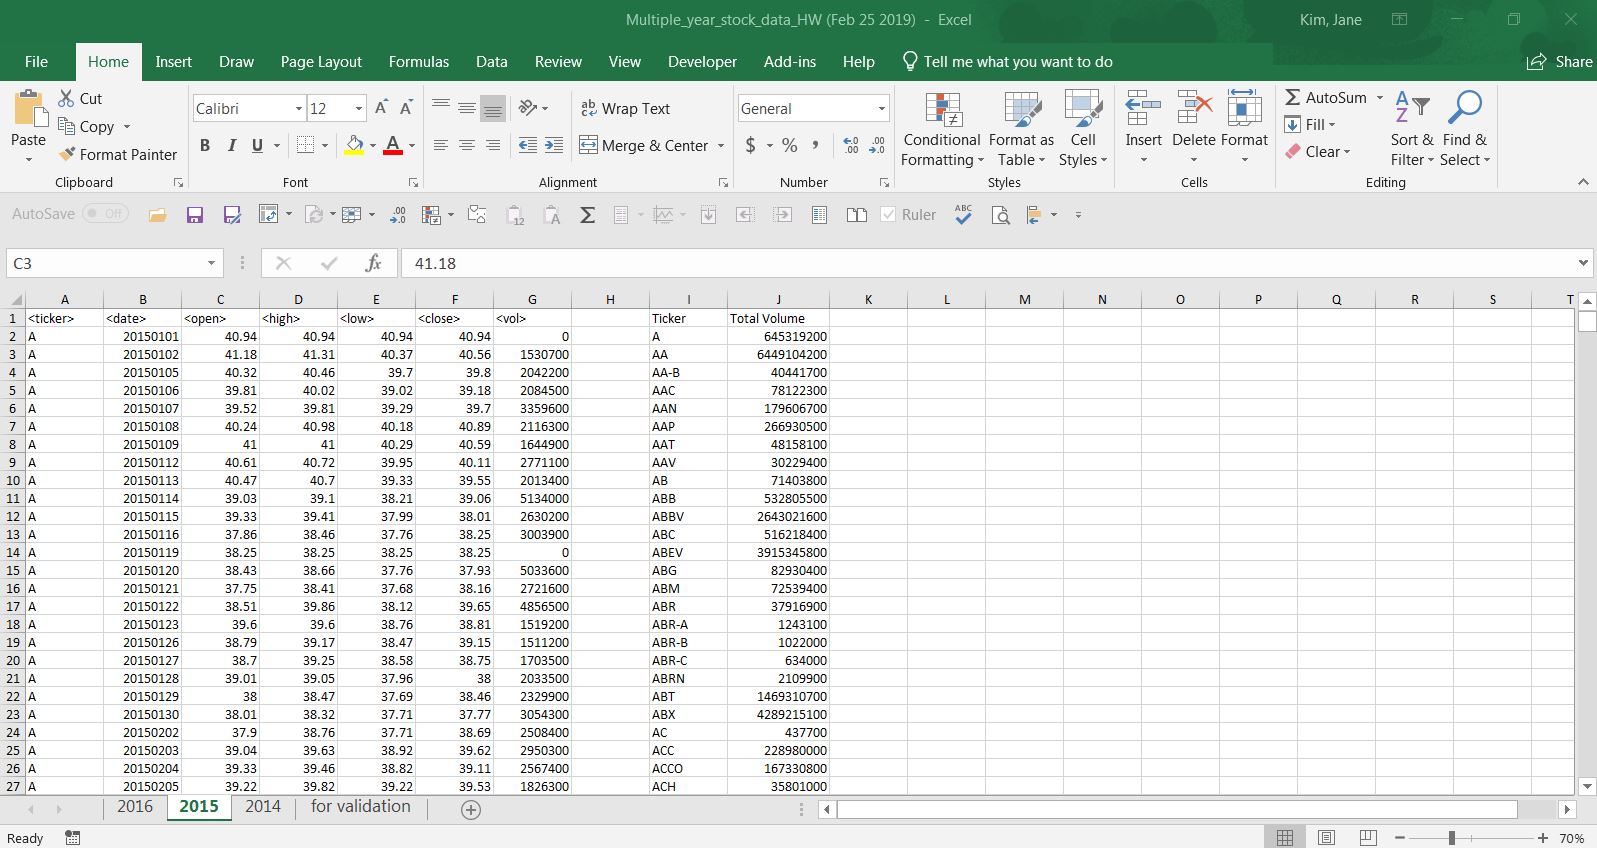 Multiple_year_stock_data_HW (Feb 25 2019) - Excel
Kim, Jane
File Home Insert Draw Page Layout Formulas Data Review View Developer Add-ins Help Tell me what you want to do Share
Paste
Cut
Copy
Format Painter
Clipboard
Calibri 12 A A
B I U A
Font
ab Wrap Text
Merge & Center
Alignment
General
$ % , .00 .00
Number
Conditional Formatting
Format as Table
Cell Styles
Styles
Insert Delete Format
Cells
AutoSum
Fill
Clear
Sort & Filter
Find & Select
Editing
AutoSave Off Ruler ABC
C3 fx 41.18
A B C D E F G H I J K L M N O P Q R S T
1 <ticker> <date> <open> <high> <low> <close> <vol> Ticker Total Volume
2 A 20150101 40.94 40.94 40.94 40.94 0 A 645319200
3 A 20150102 41.18 41.31 40.37 40.56 1530700 AA 6449104200
4 A 20150105 40.32 40.46 39.7 39.8 2042200 AA-B 40441700
5 A 20150106 39.81 40.02 39.02 39.18 2084500 AAC 78122300
6 A 20150107 39.52 39.81 39.29 39.7 3359600 AAN 179606700
7 A 20150108 40.24 40.98 40.18 40.89 2116300 AAP 266930500
8 A 20150109 41 41 40.29 40.59 1644900 AAT 48158100
9 A 20150112 40.61 40.72 39.95 40.11 2771100 AAV 30229400
10 A 20150113 40.47 40.7 39.33 39.55 2013400 AB 71403800
11 A 20150114 39.03 39.1 38.21 39.06 5134000 ABB 532805500
12 A 20150115 39.33 39.41 37.99 38.01 2630200 ABBV 2643021600
13 A 20150116 37.86 38.46 37.76 38.25 3003900 ABC 516218400
14 A 20150119 38.25 38.25 38.25 38.25 0 ABEV 3915345800
15 A 20150120 38.43 38.66 37.76 37.93 5033600 ABG 82930400
16 A 20150121 37.75 38.41 37.68 38.16 2721600 ABM 72539400
17 A 20150122 38.51 39.86 38.12 39.65 4856500 ABR 37916900
18 A 20150123 39.6 39.6 38.76 38.81 1519200 ABR-A 1243100
19 A 20150126 38.79 39.17 38.47 39.15 1511200 ABR-B 1022000
20 A 20150127 38.7 39.25 38.58 38.75 1703500 ABR-C 634000
21 A 20150128 39.01 39.05 37.96 38 2033500 ABRN 2109900
22 A 20150129 38 38.47 37.69 38.46 2329900 ABT 1469310700
23 A 20150130 38.01 38.32 37.71 37.77 3054300 ABX 4289215100
24 A 20150202 37.9 38.76 37.71 38.69 2508400 AC 437700
25 A 20150203 39.04 39.63 38.92 39.62 2950300 ACC 228980000
26 A 20150204 39.33 39.46 38.82 39.11 2567400 ACCO 167330800
27 A 20150205 39.22 39.82 39.22 39.53 1826300 ACH 35801000
2016 2015 2014 for validation
Ready 70%